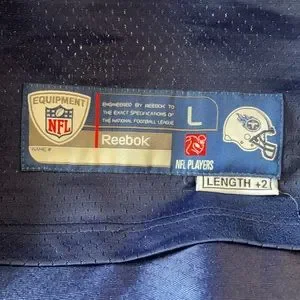 EQUIPMENT
NFL
ENGINEERED BY REEBOK TO
THE EXACT SPECIFICATIONS OF
THE NATIONAL FOOTBALL LEAGUE
Reebok
NAME/#
L
NFL PLAYERS
LENGTH +2